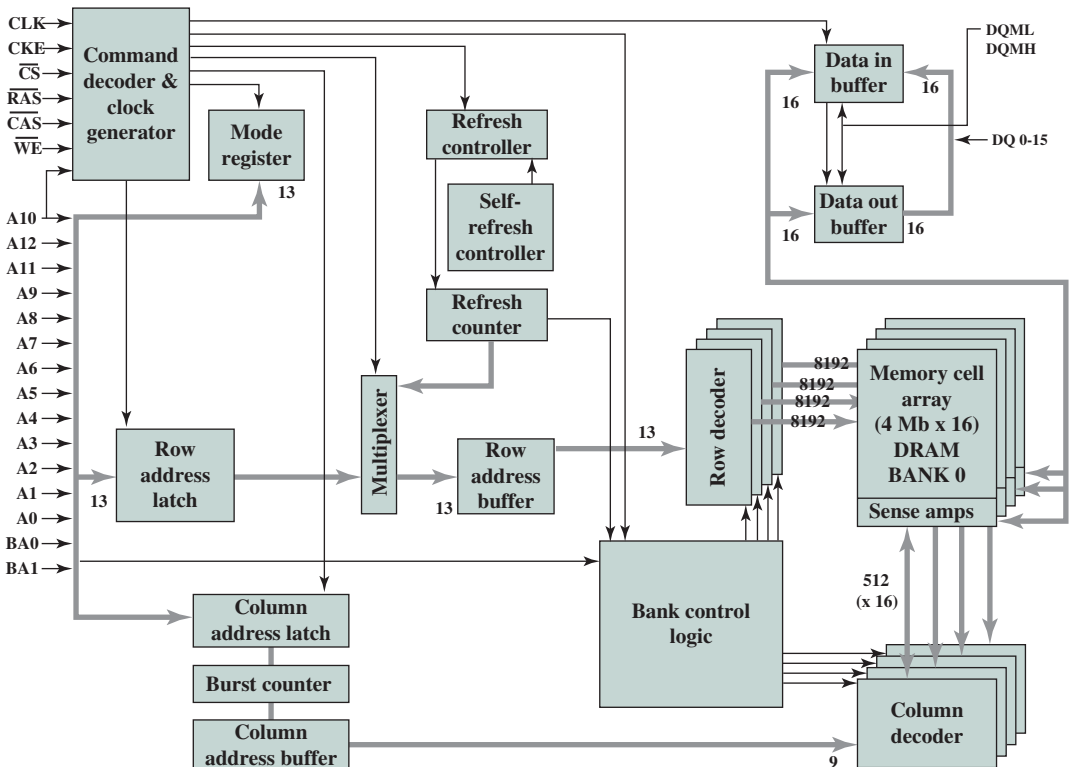 CLK
CKE
CS
RAS
CAS
WE
A10
A12
A11
A9
A8
A7
A6
A5
A4
A3
A2
A1
A0
BA0
BA1
Command
decoder &
clock
generator
Mode
register
13
Refresh
controller
Self-
refresh
controller
Refresh
counter
Data in
buffer
16
16
DQML
DQMH
DQ 0-15
Data out
buffer
16
16
13
Row
address
latch
Multiplexer
13
Row
address
buffer
13
Row decoder
8192
8192
8192
8192
Memory cell
array
(4 Mb x 16)
DRAM
BANK 0
Sense amps
512
(x 16)
Bank control
logic
Column
address latch
Burst counter
Column
address buffer
9
Column
decoder